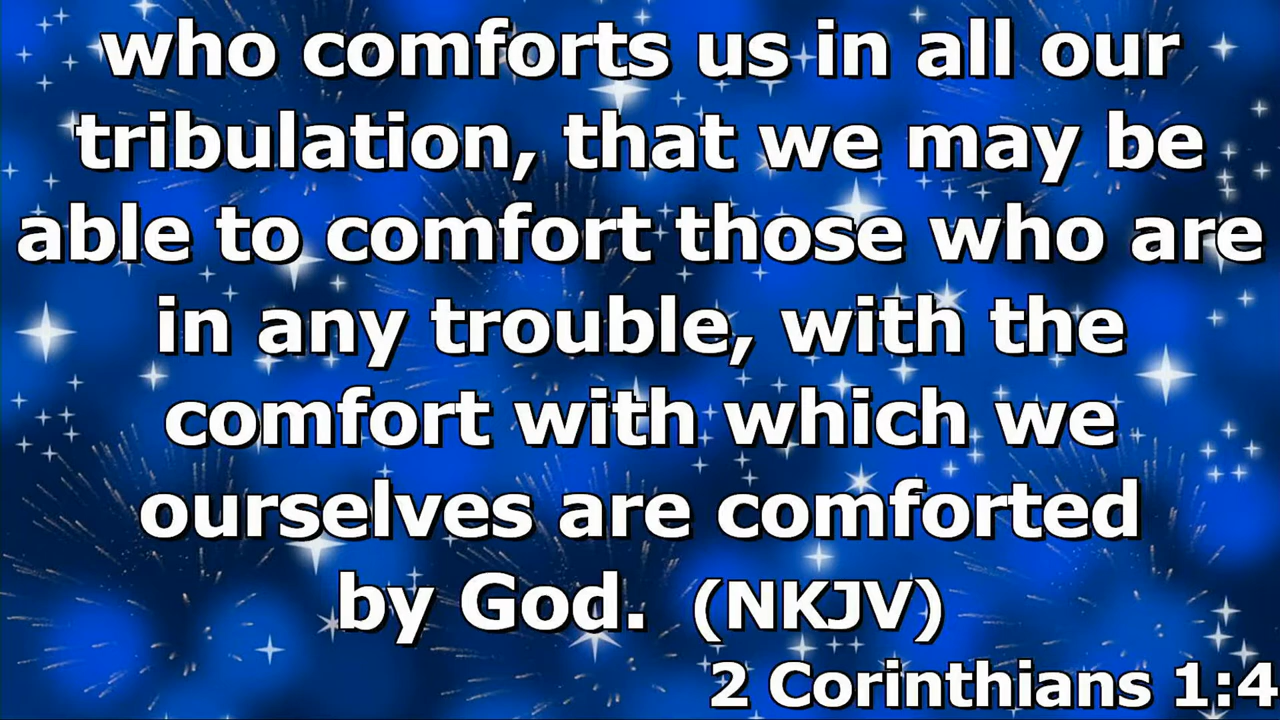 who comforts us in all our
tribulation, that we may be
able to comfort those who are
in any trouble, with the
comfort with which we
ourselves are comforted
by God. (NKJV)
2 Corinthians 1:4